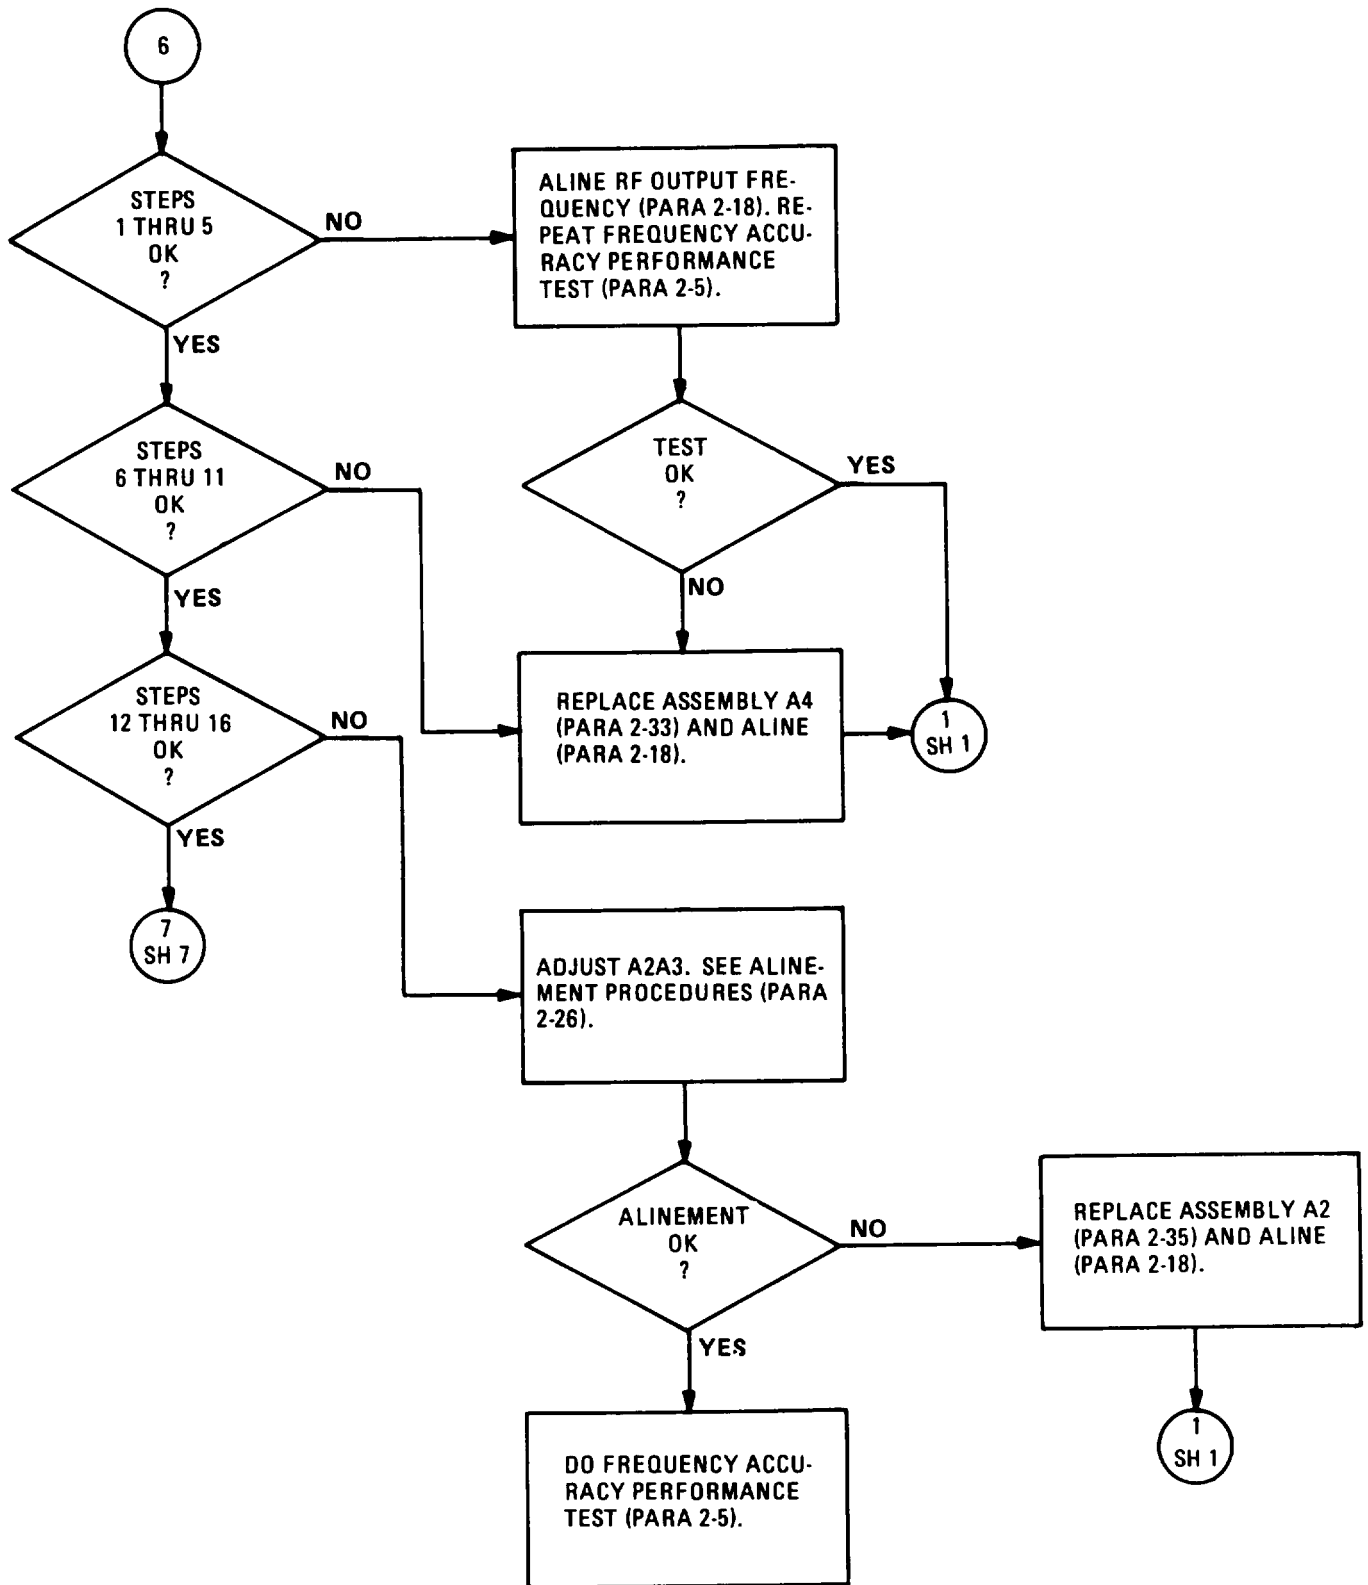 6
STEPS
1 THRU 5
OK
?
NO
YES
ALINE RF OUTPUT FRE-
QUENCY (PARA 2-18). RE-
PEAT FREQUENCY ACCU-
RACY PERFORMANCE
TEST (PARA 2-5).
STEPS
6 THRU 11
OK
?
NO
YES
TEST
OK
?
YES
NO
STEPS
12 THRU 16
OK
?
NO
YES
REPLACE ASSEMBLY A4
(PARA 2-33) AND ALINE
(PARA 2-18).
1
SH 1
7
SH 7
ADJUST A2A3. SEE ALINE-
MENT PROCEDURES (PARA
2-26).
ALINEMENT
OK
?
NO
YES
REPLACE ASSEMBLY A2
(PARA 2-35) AND ALINE
(PARA 2-18).
1
SH 1
DO FREQUENCY ACCU-
RACY PERFORMANCE
TEST (PARA 2-5).